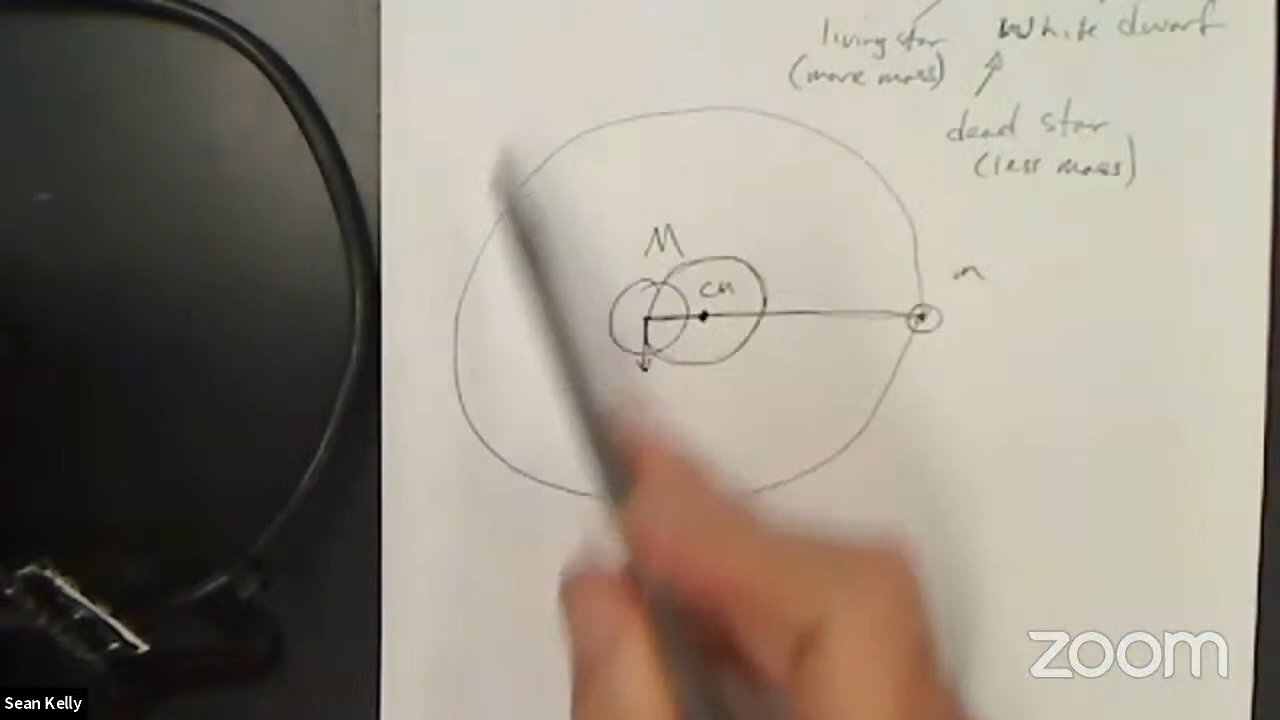 living star
(more mass)
White dwarf
dead star
(less mass)
M
CM
m
zoom
Sean Kelly